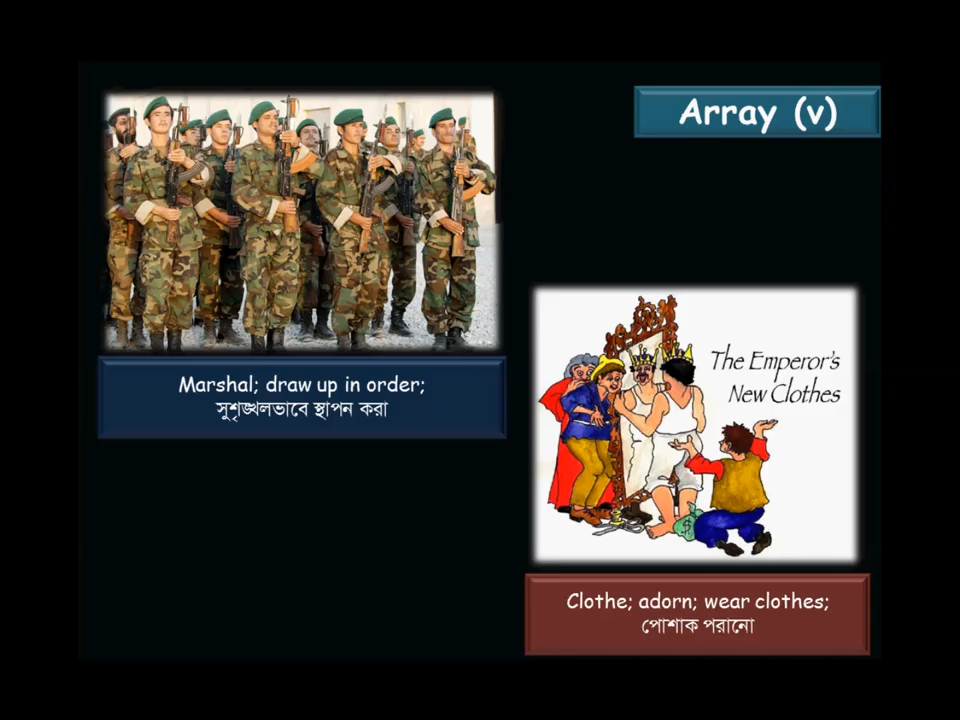 Array (v)
Marshal; draw up in order;
সুশৃঙ্খলভাবে স্থাপন করা
The Emperor's
New Clothes
$
Clothe; adorn; wear clothes;
পোশাক পরানো